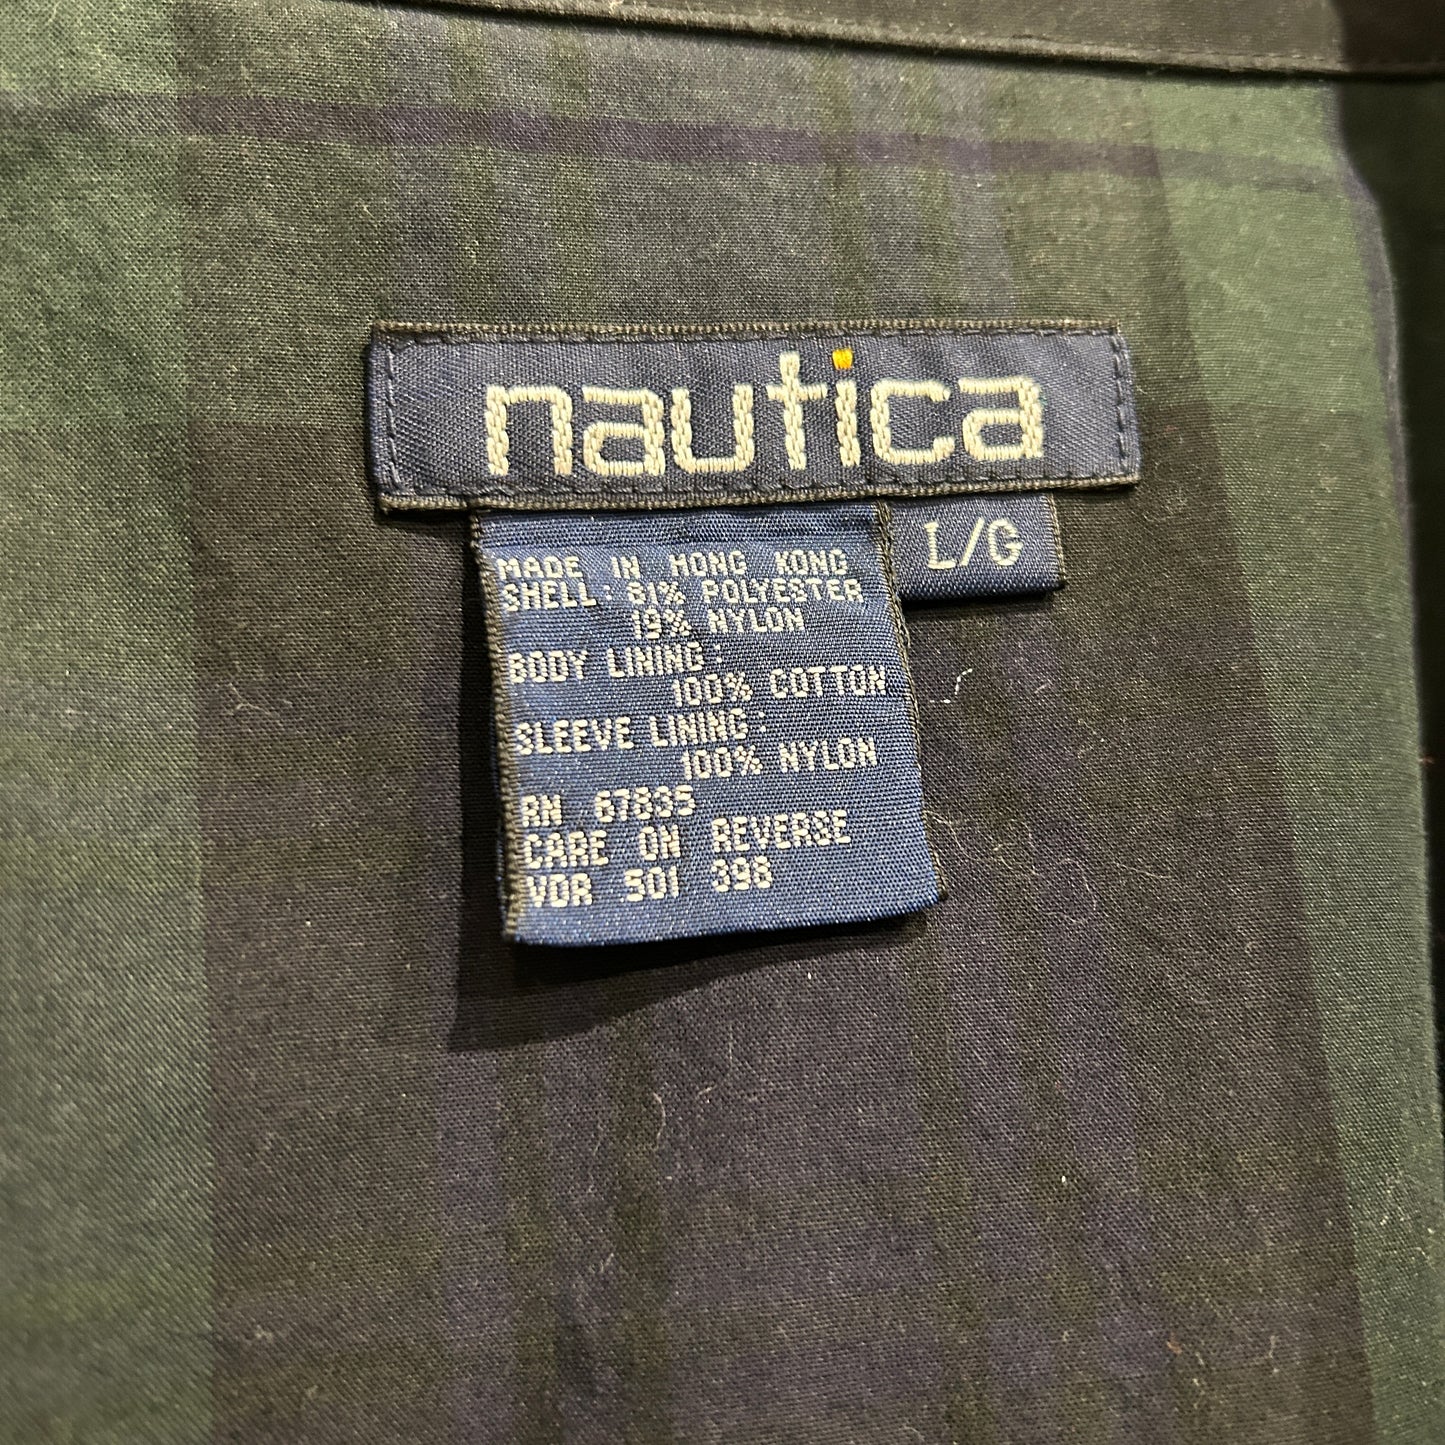 nautica
L/G
MADE IN HONG KONG
SHELL: 81% POLYESTER
19% NYLON
BODY LINING:
100% COTTON
SLEEVE LINING:
100% NYLON
RN 67835
CARE ON REVERSE
VDR 501 398